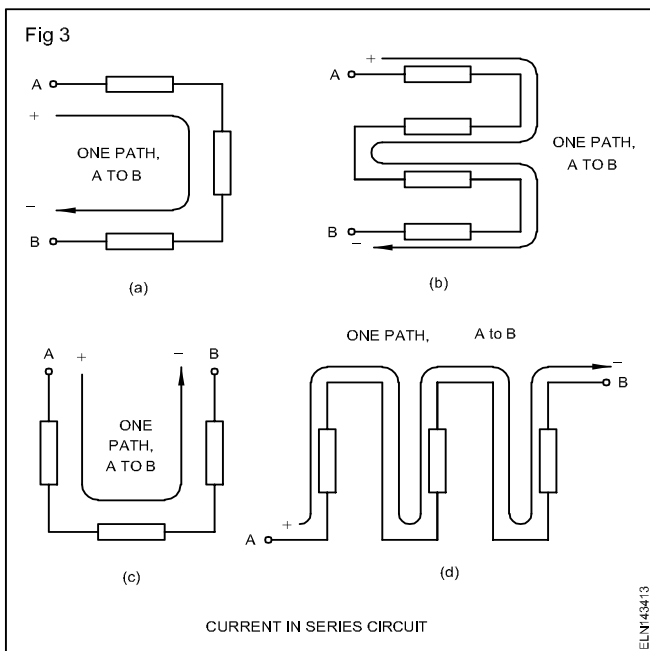 Fig 3
A
+
ONE PATH,
A TO B
–
B
(a)
+
A
ONE PATH,
A TO B
B
–
(b)
A + – B
ONE
PATH,
A TO B
(c)
ONE PATH, A to B
–
B
+
A
(d)
CURRENT IN SERIES CIRCUIT
ELN143413